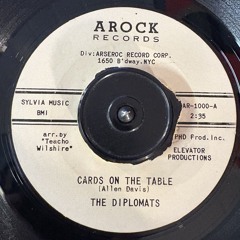 AROCK
RECORDS
Div: ARSEROC RECORD CORP.
1650 B'dway, NYC
SYLVIA MUSIC
BMI
AR-1000-A
2:35
arr. by
"Teacho
Wilshire"
PHD Prod. Inc.
ELEVATOR
PRODUCTIONS
CARDS ON THE TABLE
(Allen Davis)
THE DIPLOMATS